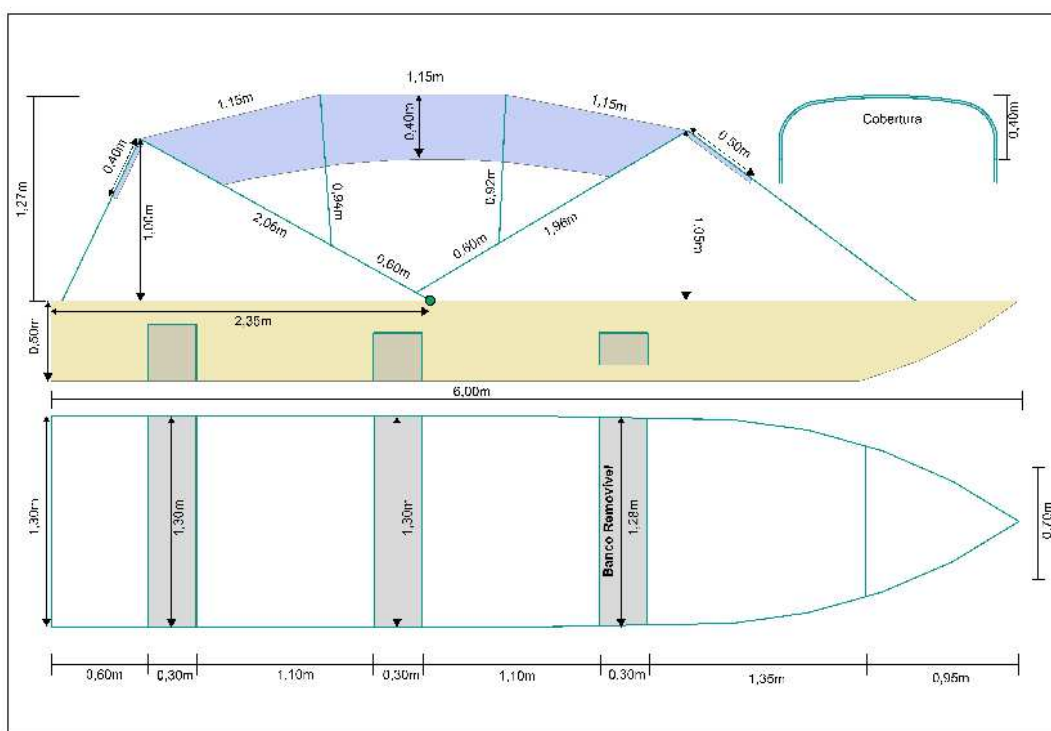 1,15m
1,15m
1,15m
0,40m
0,40m
Cobertura
0,40m
0,50m
1,27m
1,00m
0,94m
0,92m
2,06m
1,96m
0,60m
0,60m
1,05m
0,50m
2,35m
6,00m
1,30m
1,30m
1,30m
Banco Removível
1,28m
0,70m
0,60m
0,30m
1,10m
0,30m
1,10m
0,30m
1,35m
0,95m